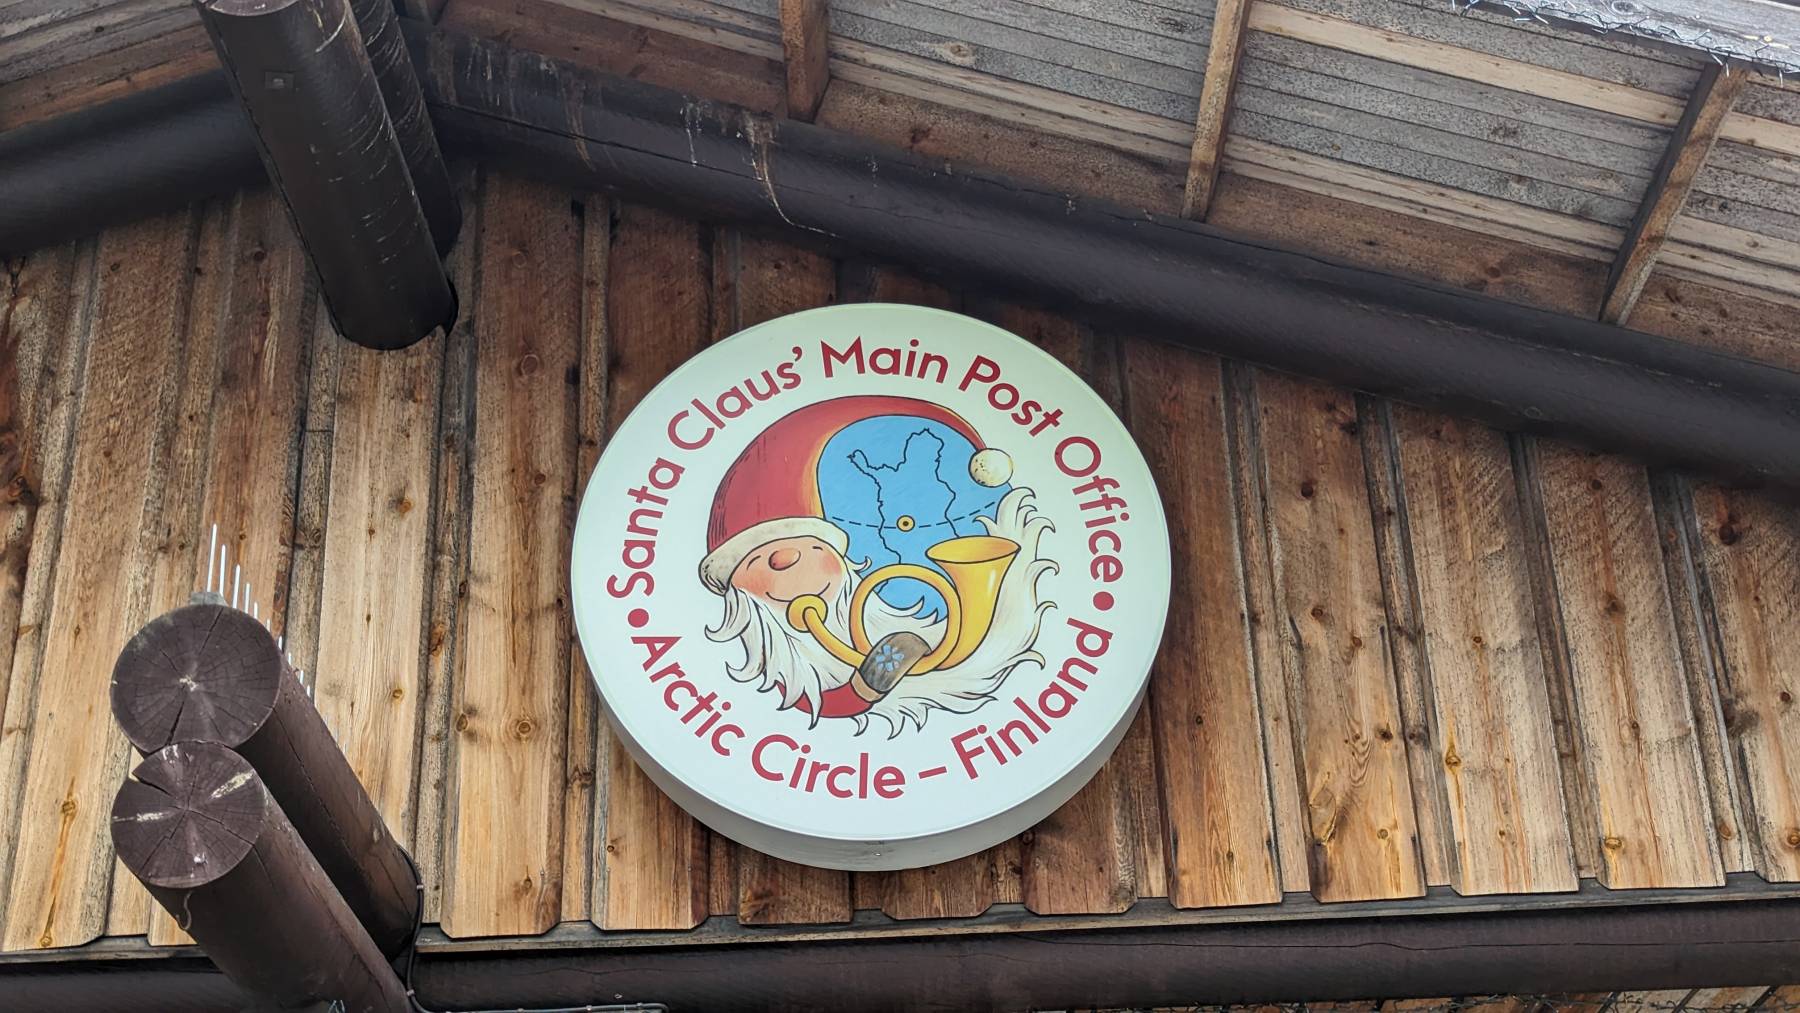 Santa Claus’ Main Post Office
• Arctic Circle – Finland •